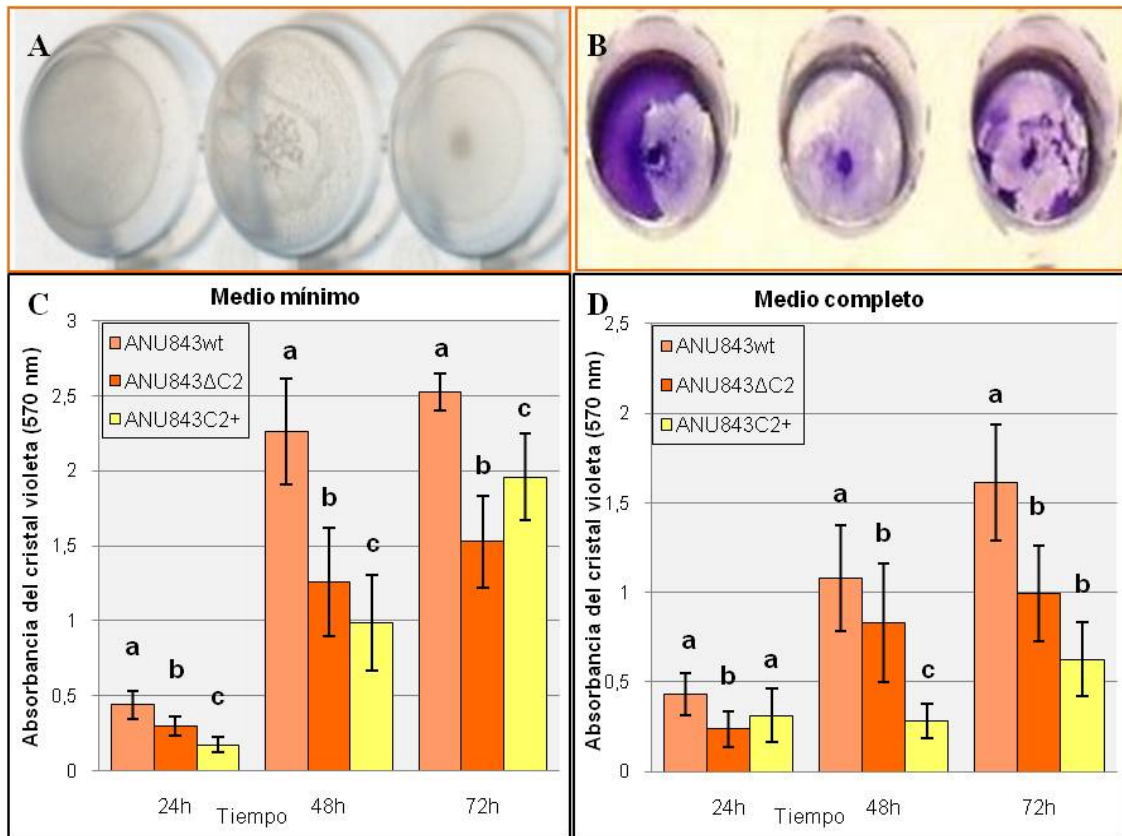 A
B
C
Medio mínimo
Absorbancia del cristal violeta (570 nm)
3
2,5
2
1,5
1
0,5
0
ANU843wt
ANU843ΔC2
ANU843C2+
a
b
c
a
b
c
a
b
c
24h
48h
72h
Tiempo
D
Medio completo
Absorbancia del cristal violeta (570 nm)
2,5
2
1,5
1
0,5
0
ANU843wt
ANU843ΔC2
ANU843C2+
a
b
a
a
b
c
a
b
b
24h
48h
72h
Tiempo